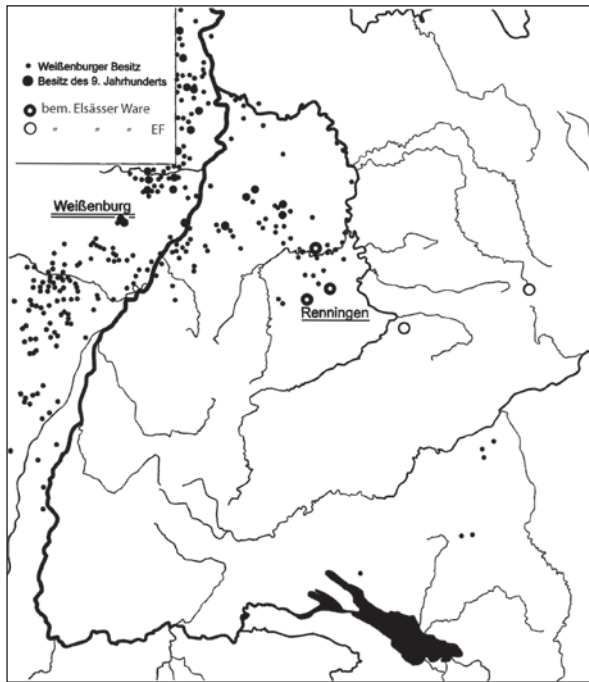 Weißenburger Besitz
Besitz des 9. Jahrhunderts
bem. Elsässer Ware
" " " EF
Weißenburg
Renningen